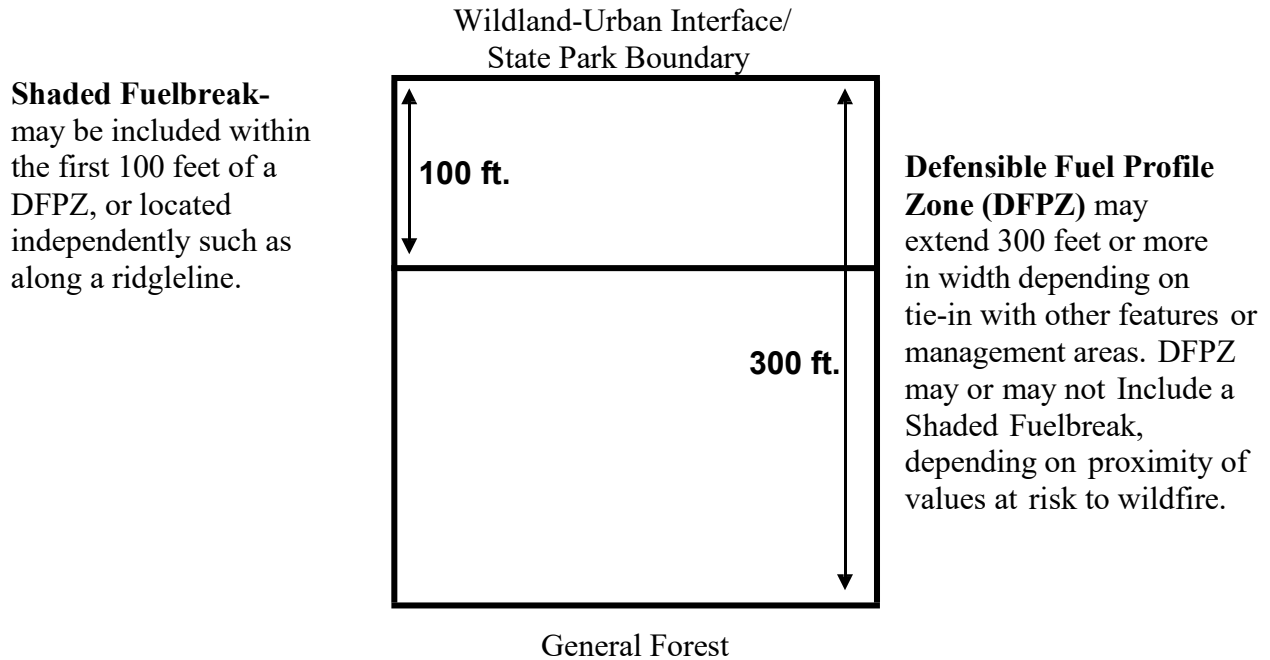 Wildland-Urban Interface/
State Park Boundary
Shaded Fuelbreak-
may be included within
the first 100 feet of a
DFPZ, or located
independently such as
along a ridgleline.
100 ft.
300 ft.
Defensible Fuel Profile
Zone (DFPZ) may
extend 300 feet or more
in width depending on
tie-in with other features or
management areas. DFPZ
may or may not Include a
Shaded Fuelbreak,
depending on proximity of
values at risk to wildfire.
General Forest